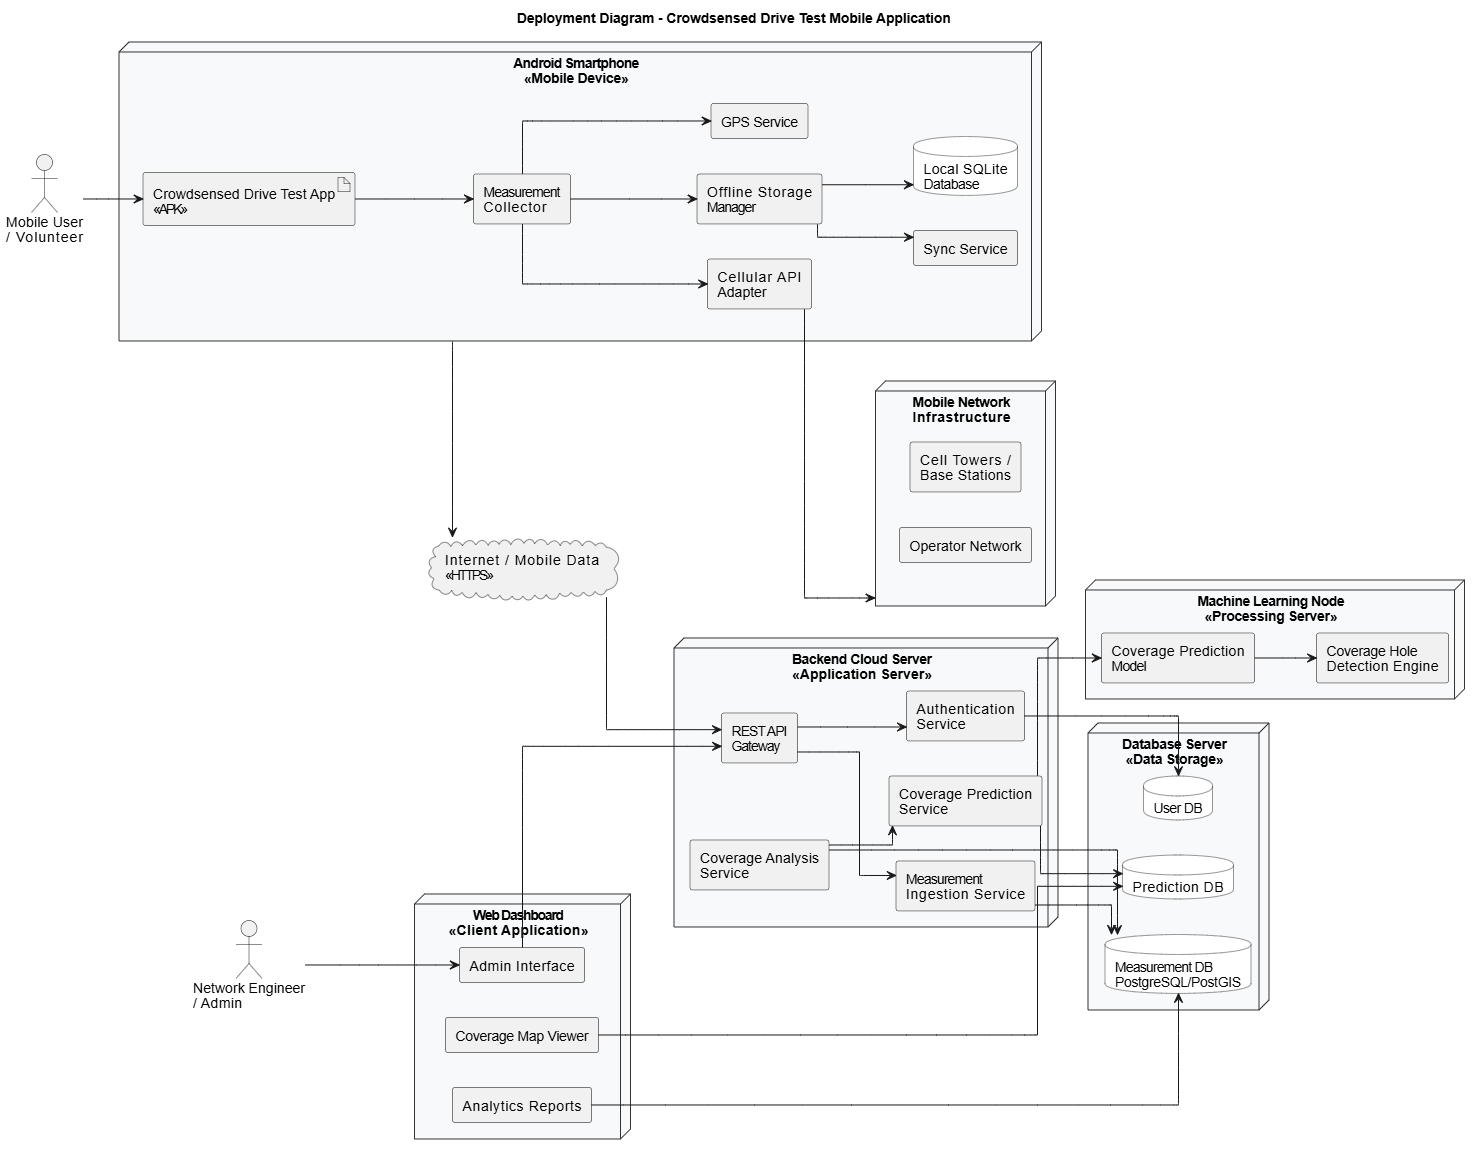 Deployment Diagram - Crowdsensed Drive Test Mobile Application
Android Smartphone
«Mobile Device»
GPS Service
Local SQLite
Database
Mobile User
/ Volunteer
Crowdsensed Drive Test App
«APK»
Measurement
Collector
Offline Storage
Manager
Sync Service
Cellular API
Adapter
Mobile Network
Infrastructure
Cell Towers /
Base Stations
Operator Network
Internet / Mobile Data
«HTTPS»
Machine Learning Node
«Processing Server»
Coverage Prediction
Model
Coverage Hole
Detection Engine
Backend Cloud Server
«Application Server»
REST API
Gateway
Authentication
Service
Coverage Prediction
Service
Coverage Analysis
Service
Measurement
Ingestion Service
Database Server
«Data Storage»
User DB
Prediction DB
Measurement DB
PostgreSQL/PostGIS
Web Dashboard
«Client Application»
Network Engineer
/ Admin
Admin Interface
Coverage Map Viewer
Analytics Reports